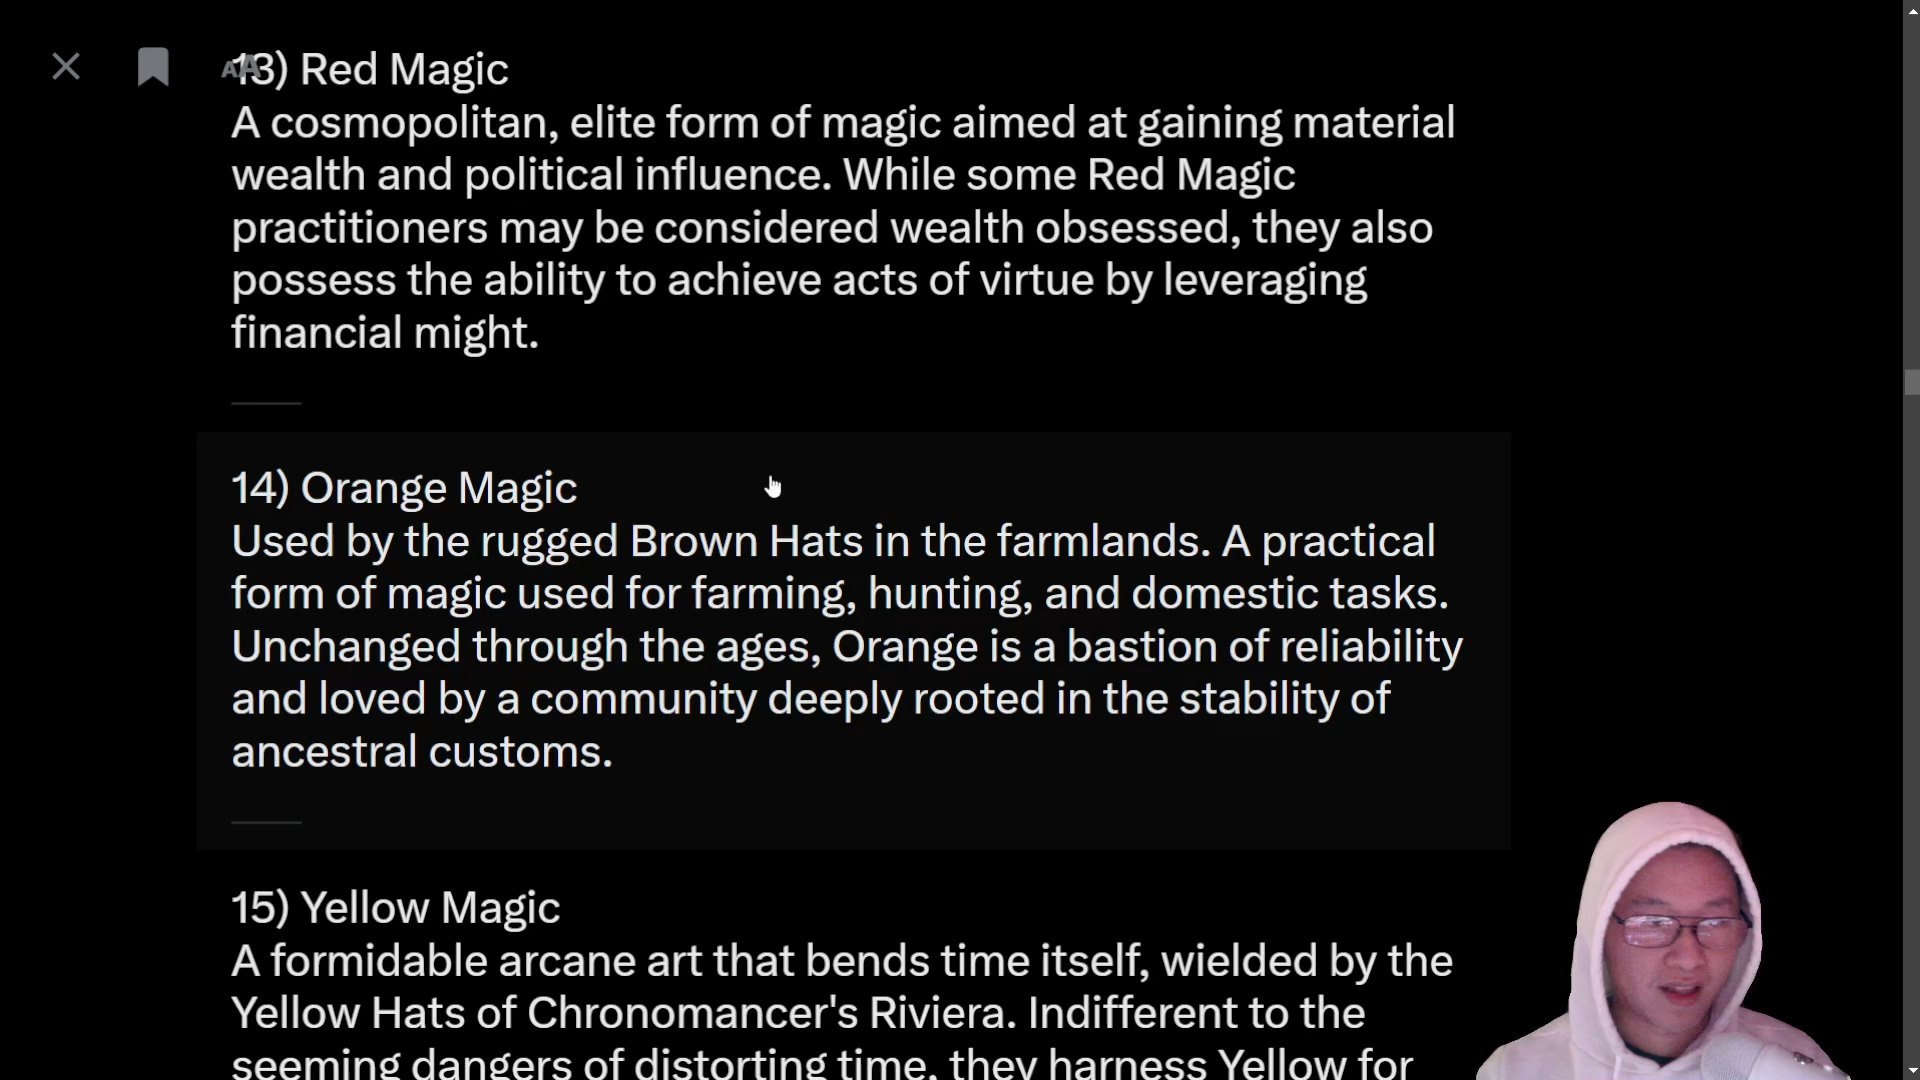 13) Red Magic
A cosmopolitan, elite form of magic aimed at gaining material
wealth and political influence. While some Red Magic
practitioners may be considered wealth obsessed, they also
possess the ability to achieve acts of virtue by leveraging
financial might.
14) Orange Magic
Used by the rugged Brown Hats in the farmlands. A practical
form of magic used for farming, hunting, and domestic tasks.
Unchanged through the ages, Orange is a bastion of reliability
and loved by a community deeply rooted in the stability of
ancestral customs.
15) Yellow Magic
A formidable arcane art that bends time itself, wielded by the
Yellow Hats of Chronomancer's Riviera. Indifferent to the
seeming dangers of distorting time, they harness Yellow for